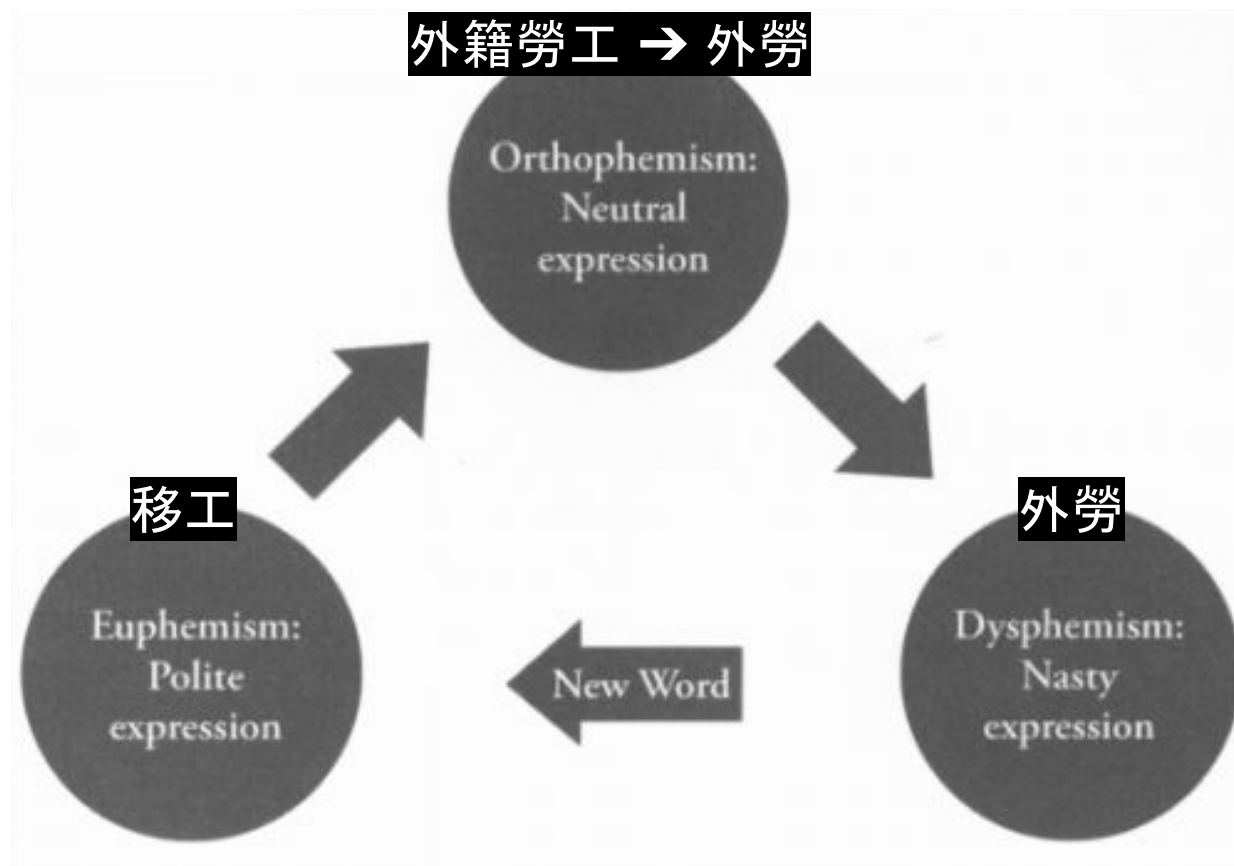 外籍勞工 ➔ 外勞
Orthophemism:
Neutral
expression
移工
Euphemism:
Polite
expression
New Word
外勞
Dysphemism:
Nasty
expression